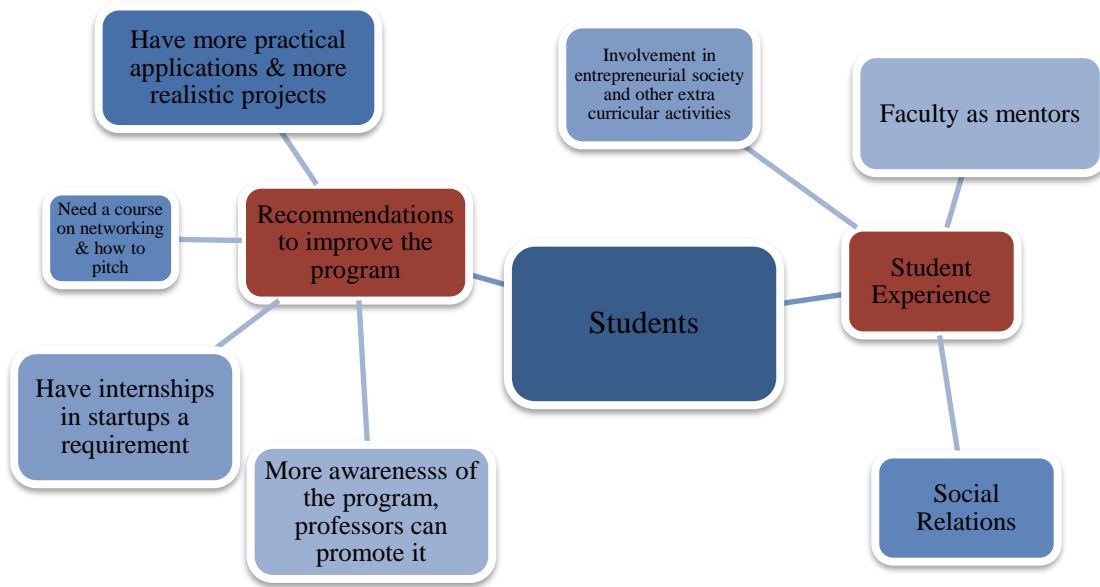 Have more practical
applications & more
realistic projects
Involvement in
entrepreneurial society
and other extra
curricular activities
Faculty as mentors
Need a course
on networking
& how to
pitch
Recommendations
to improve the
program
Students
Student
Experience
Have internships
in startups a
requirement
More awarenesss of
the program,
professors can
promote it
Social
Relations